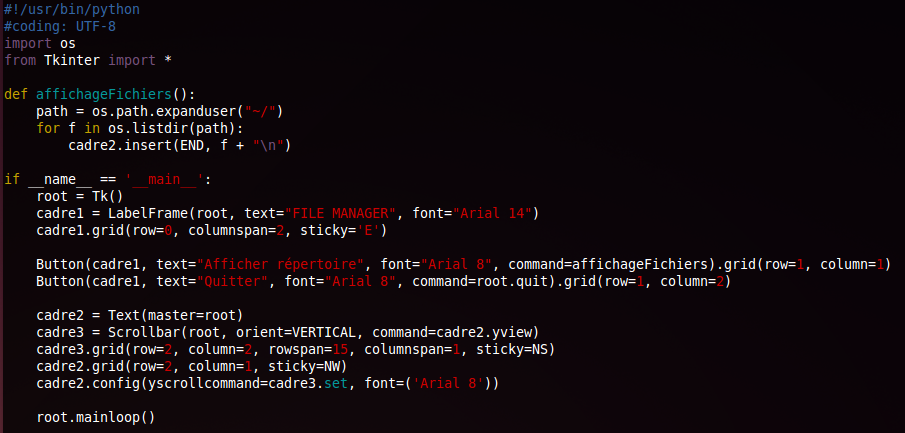 #!/usr/bin/python
#coding: UTF-8
import os
from Tkinter import *

def affichageFichiers():
    path = os.path.expanduser("~/")
    for f in os.listdir(path):
        cadre2.insert(END, f + "\n")

if __name__ == '__main__':
    root = Tk()
    cadre1 = LabelFrame(root, text="FILE MANAGER", font="Arial 14")
    cadre1.grid(row=0, columnspan=2, sticky='E')

    Button(cadre1, text="Afficher répertoire", font="Arial 8", command=affichageFichiers).grid(row=1, column=1)
    Button(cadre1, text="Quitter", font="Arial 8", command=root.quit).grid(row=1, column=2)

    cadre2 = Text(master=root)
    cadre3 = Scrollbar(root, orient=VERTICAL, command=cadre2.yview)
    cadre3.grid(row=2, column=2, rowspan=15, columnspan=1, sticky=NS)
    cadre2.grid(row=2, column=1, sticky=NW)
    cadre2.config(yscrollcommand=cadre3.set, font=('Arial 8'))

    root.mainloop()